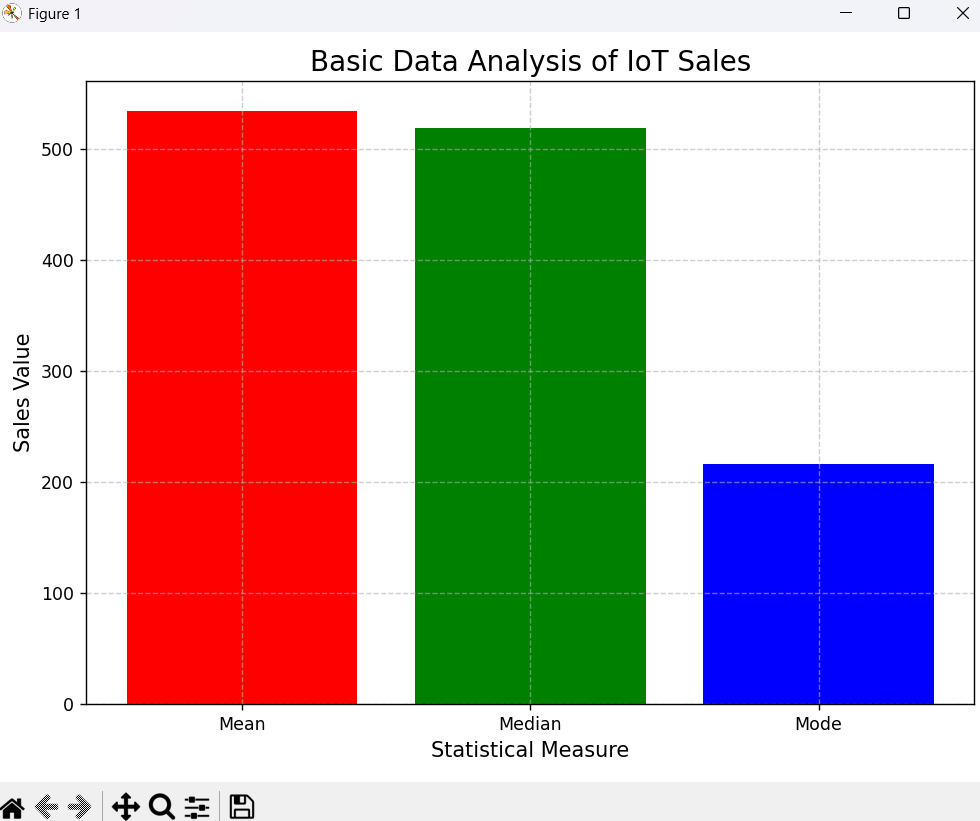 Figure 1
Basic Data Analysis of IoT Sales
500
400
300
200
100
0
Sales Value
Mean Median Mode
Statistical Measure